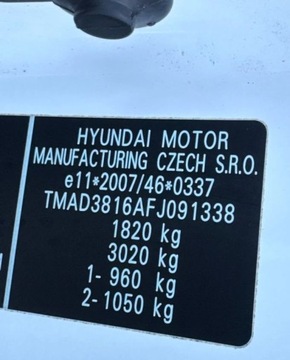 HYUNDAI MOTOR
MANUFACTURING CZECH S.R.O.
e11*2007/46*0337
TMAD3816AFJ091338
1820 kg
3020 kg
1- 960 kg
2- 1050 kg